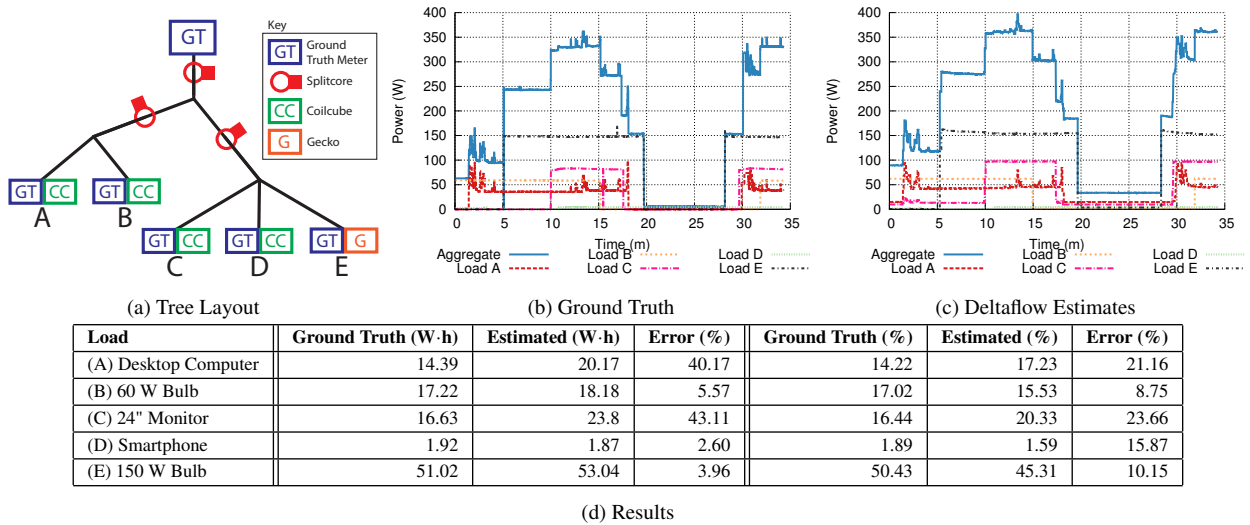 GT
Key
GT Ground Truth Meter
Splitcore
CC Coilcube
G Gecko
GT CC
A
GT CC
B
GT CC
C
GT CC
D
GT G
E
(a) Tree Layout
Power (W)
400
350
300
250
200
150
100
50
0
0 5 10 15 20 25 30 35
Time (m)
Aggregate Load B Load D
Load A Load C Load E
(b) Ground Truth
Power (W)
400
350
300
250
200
150
100
50
0
0 5 10 15 20 25 30 35
Time (m)
Aggregate Load B Load D
Load A Load C Load E
(c) Deltaflow Estimates
Load Ground Truth (W·h) Estimated (W·h) Error (%) Ground Truth (%) Estimated (%) Error (%)
(A) Desktop Computer 14.39 20.17 40.17 14.22 17.23 21.16
(B) 60 W Bulb 17.22 18.18 5.57 17.02 15.53 8.75
(C) 24" Monitor 16.63 23.8 43.11 16.44 20.33 23.66
(D) Smartphone 1.92 1.87 2.60 1.89 1.59 15.87
(E) 150 W Bulb 51.02 53.04 3.96 50.43 45.31 10.15
(d) Results